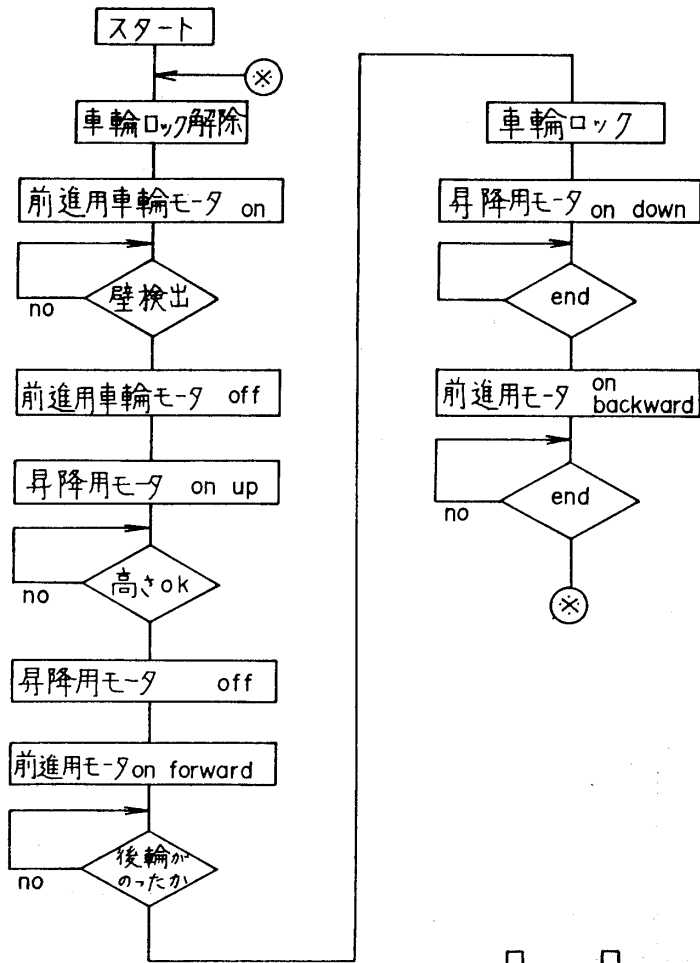 スタート
※
車輪ロック解除
前進用車輪モータ on
壁検出
no
前進用車輪モータ off
昇降用モータ on up
高さok
no
昇降用モータ off
前進用モータon forward
後輪が
のったか
no
車輪ロック
昇降用モータ on down
end
前進用モータ on
backward
end
no
※